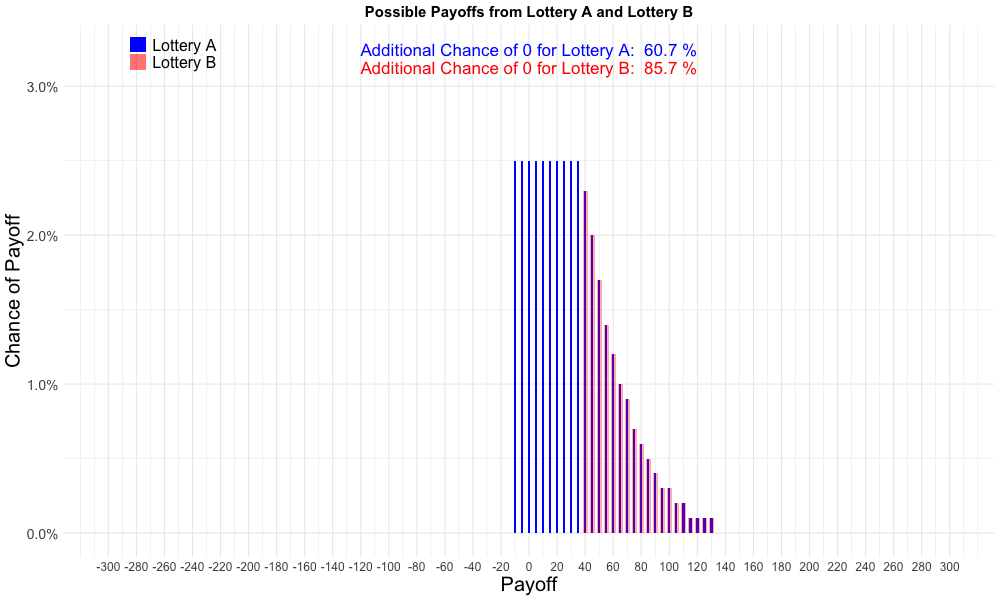 Possible Payoffs from Lottery A and Lottery B
Lottery A
Lottery B
Additional Chance of 0 for Lottery A: 60.7 %
Additional Chance of 0 for Lottery B: 85.7 %
3.0%
2.0%
1.0%
0.0%
Chance of Payoff
-300 -280 -260 -240 -220 -200 -180 -160 -140 -120 -100 -80 -60 -40 -20 0 20 40 60 80 100 120 140 160 180 200 220 240 260 280 300
Payoff